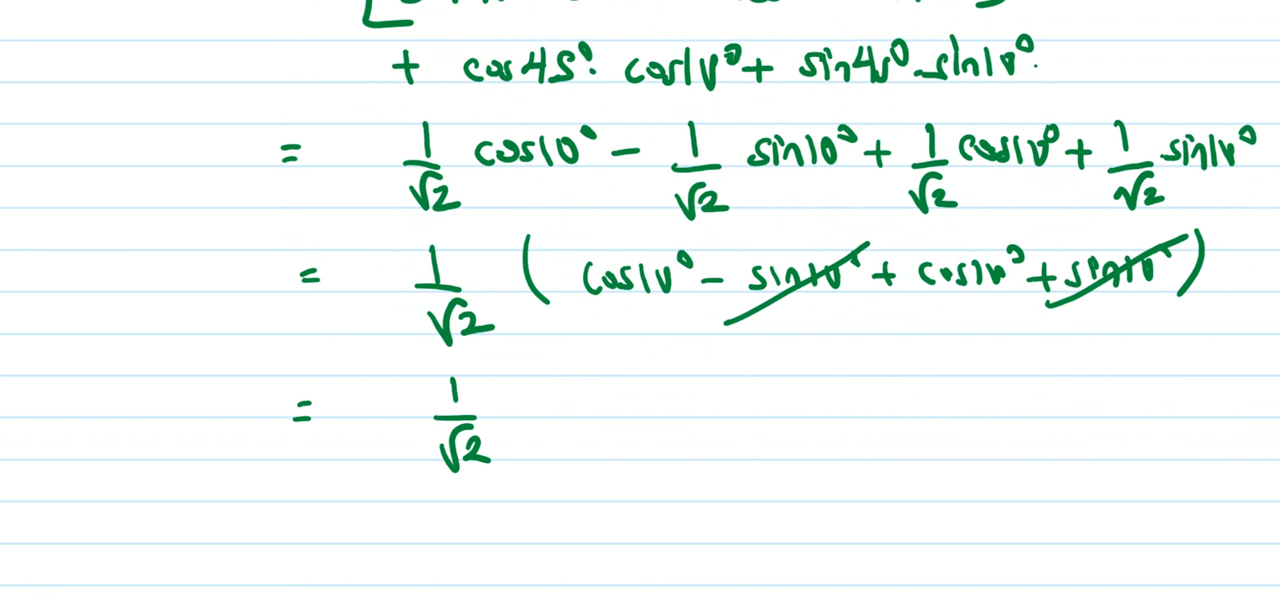 + cos45°. cos10° + sin45°. sin10°.
= 1/√2 cos10° - 1/√2 sin10° + 1/√2 cos10° + 1/√2 sin10°
= 1/√2 ( cos10° - sin10° + cos10° + sin10° )
= 1/√2